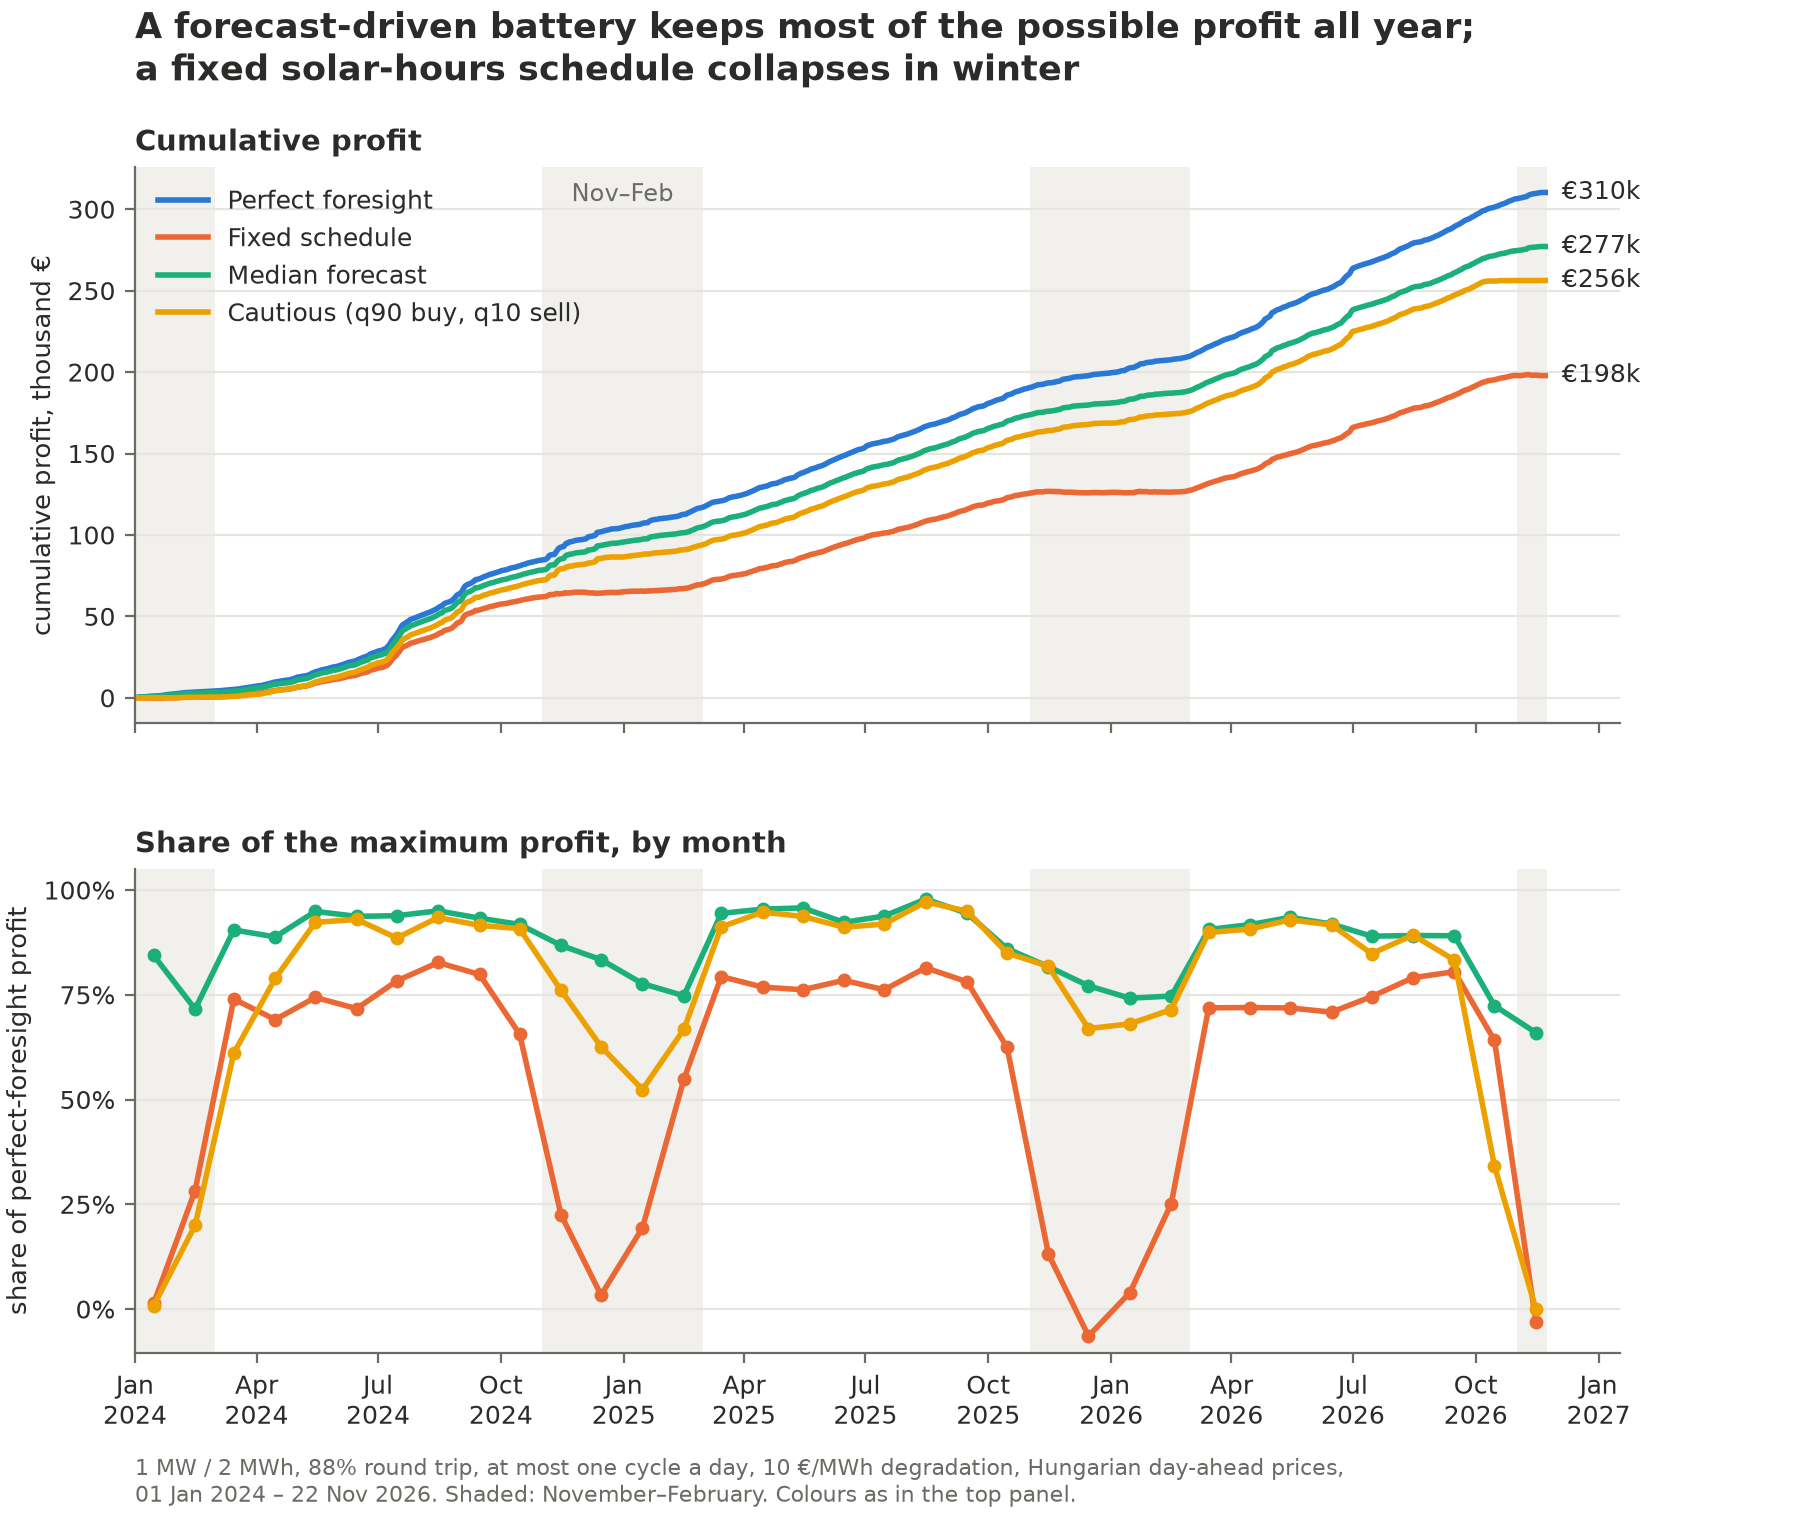 A forecast-driven battery keeps most of the possible profit all year;
a fixed solar-hours schedule collapses in winter
Cumulative profit
cumulative profit, thousand €
300
250
200
150
100
50
0
Perfect foresight
Fixed schedule
Median forecast
Cautious (q90 buy, q10 sell)
Nov–Feb
€310k
€277k
€256k
€198k
Share of the maximum profit, by month
share of perfect-foresight profit
100%
75%
50%
25%
0%
Jan Apr Jul Oct Jan Apr Jul Oct Jan Apr Jul Oct Jan
2024 2024 2024 2024 2025 2025 2025 2025 2026 2026 2026 2026 2027
1 MW / 2 MWh, 88% round trip, at most one cycle a day, 10 €/MWh degradation, Hungarian day-ahead prices,
01 Jan 2024 – 22 Nov 2026. Shaded: November–February. Colours as in the top panel.